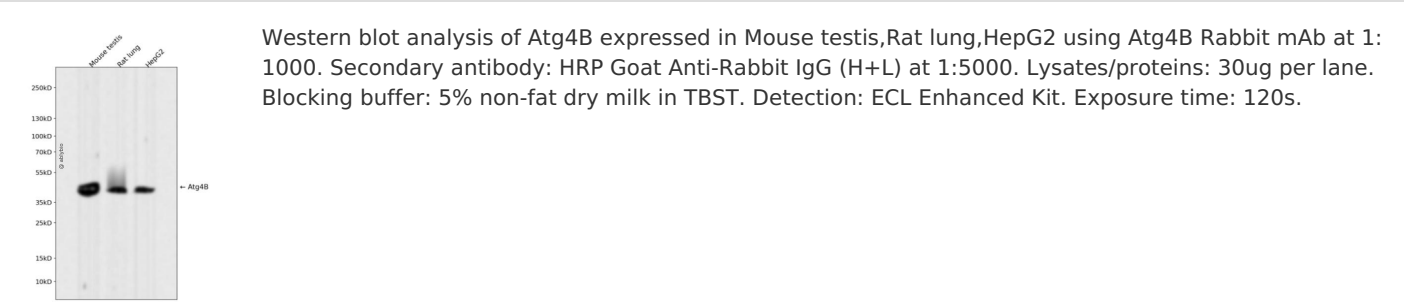 Mouse testis
Rat lung
HepG2
250kD
130kD
100kD
70kD
55kD
35kD
25kD
15kD
10kD
@ abybio
← Atg4B
Western blot analysis of Atg4B expressed in Mouse testis,Rat lung,HepG2 using Atg4B Rabbit mAb at 1:
1000. Secondary antibody: HRP Goat Anti-Rabbit IgG (H+L) at 1:5000. Lysates/proteins: 30ug per lane.
Blocking buffer: 5% non-fat dry milk in TBST. Detection: ECL Enhanced Kit. Exposure time: 120s.